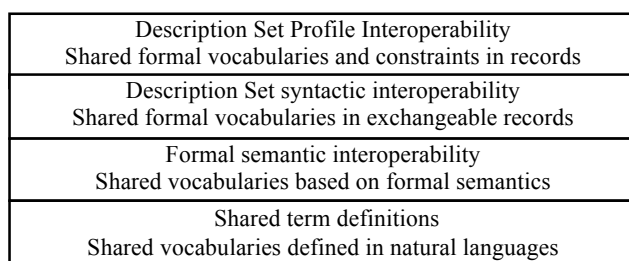 Description Set Profile Interoperability
Shared formal vocabularies and constraints in records
Description Set syntactic interoperability
Shared formal vocabularies in exchangeable records
Formal semantic interoperability
Shared vocabularies based on formal semantics
Shared term definitions
Shared vocabularies defined in natural languages